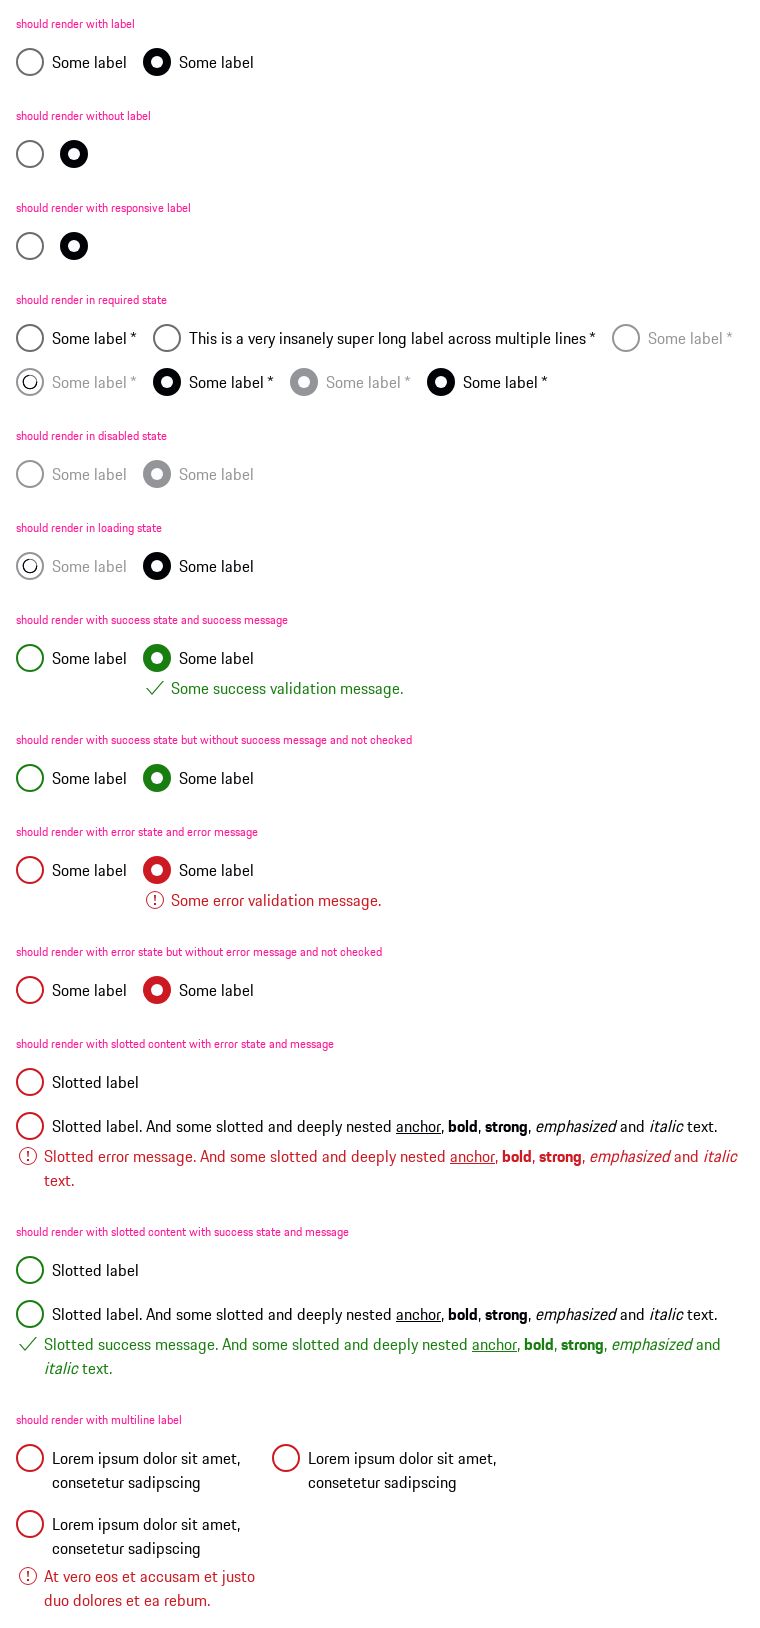 should render with label
Some label Some label
should render without label
should render with responsive label
should render in required state
Some label * This is a very insanely super long label across multiple lines * Some label *
Some label * Some label * Some label * Some label *
should render in disabled state
Some label Some label
should render in loading state
Some label Some label
should render with success state and success message
Some label Some label
Some success validation message.
should render with success state but without success message and not checked
Some label Some label
should render with error state and error message
Some label Some label
Some error validation message.
should render with error state but without error message and not checked
Some label Some label
should render with slotted content with error state and message
Slotted label
Slotted label. And some slotted and deeply nested anchor, bold, strong, emphasized and italic text.
Slotted error message. And some slotted and deeply nested anchor, bold, strong, emphasized and italic
text.
should render with slotted content with success state and message
Slotted label
Slotted label. And some slotted and deeply nested anchor, bold, strong, emphasized and italic text.
Slotted success message. And some slotted and deeply nested anchor, bold, strong, emphasized and
italic text.
should render with multiline label
Lorem ipsum dolor sit amet, Lorem ipsum dolor sit amet,
consetetur sadipscing consetetur sadipscing
Lorem ipsum dolor sit amet,
consetetur sadipscing
At vero eos et accusam et justo
duo dolores et ea rebum.